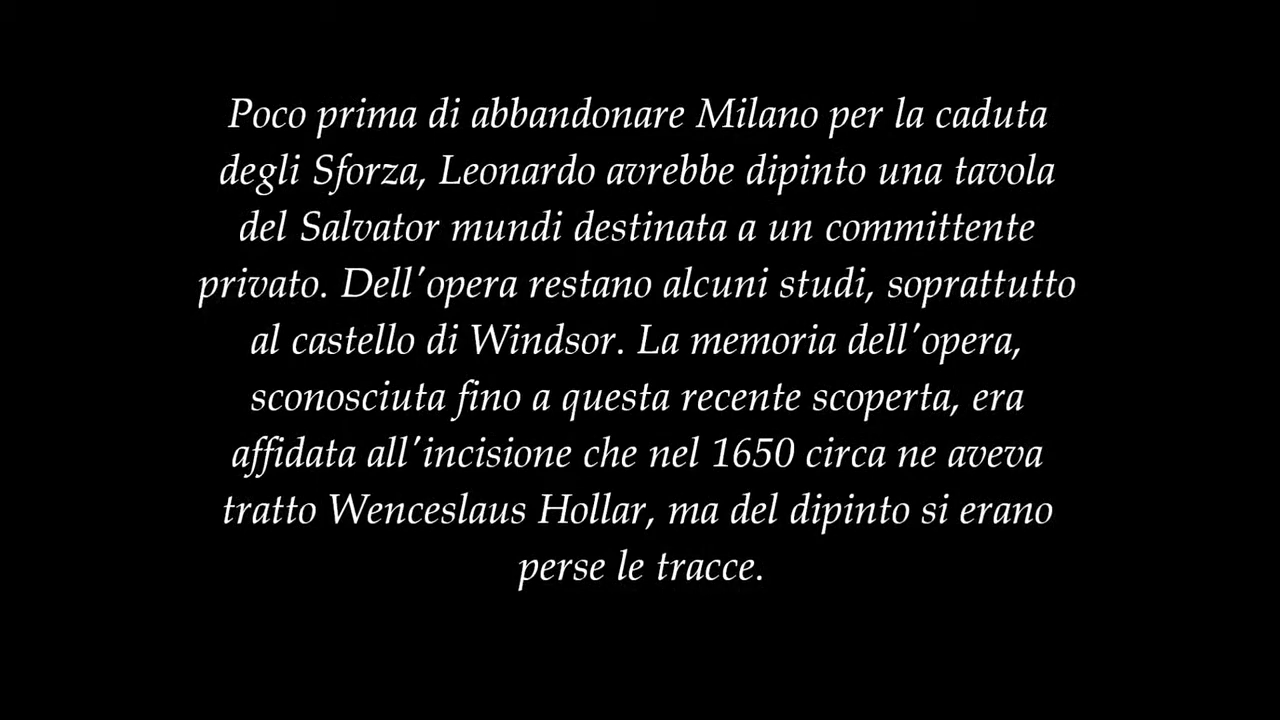 Poco prima di abbandonare Milano per la caduta
degli Sforza, Leonardo avrebbe dipinto una tavola
del Salvator mundi destinata a un committente
privato. Dell'opera restano alcuni studi, soprattutto
al castello di Windsor. La memoria dell'opera,
sconosciuta fino a questa recente scoperta, era
affidata all'incisione che nel 1650 circa ne aveva
tratto Wenceslaus Hollar, ma del dipinto si erano
perse le tracce.